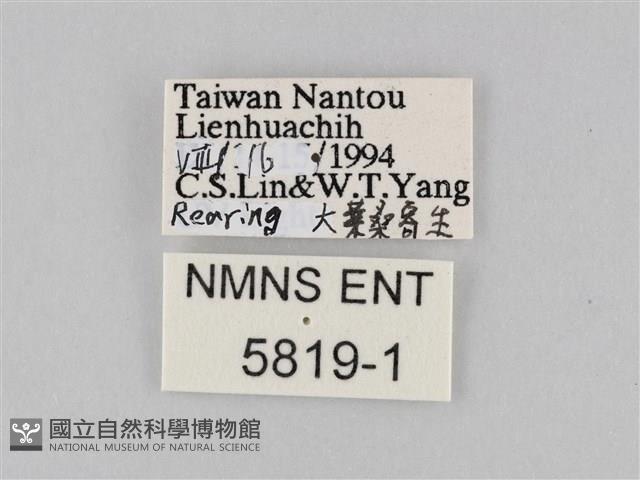 Taiwan Nantou
Lienhuachih
VIII/16/1994
C.S.Lin&W.T.Yang
Rearing 大葉桑寄生
NMNS ENT
5819-1
國立自然科學博物館
NATIONAL MUSEUM OF NATURAL SCIENCE